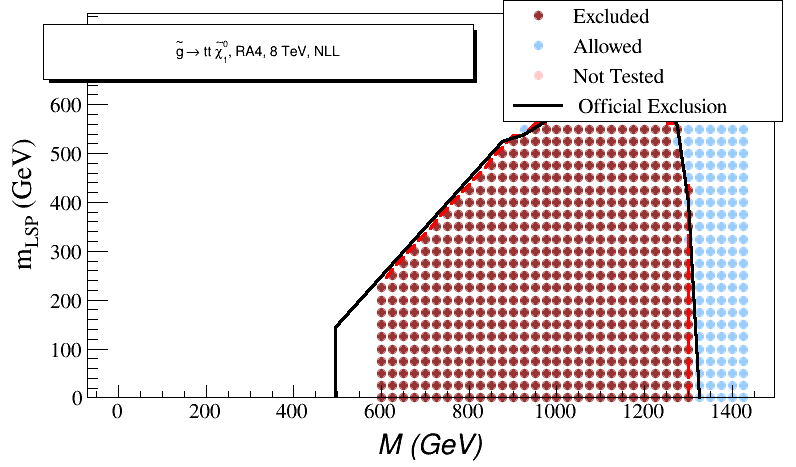 g̃ → tt χ̃⁰₁, RA4, 8 TeV, NLL
Excluded
Allowed
Not Tested
Official Exclusion
600
500
400
300
200
100
0
m_LSP (GeV)
0 200 400 600 800 1000 1200 1400
M (GeV)